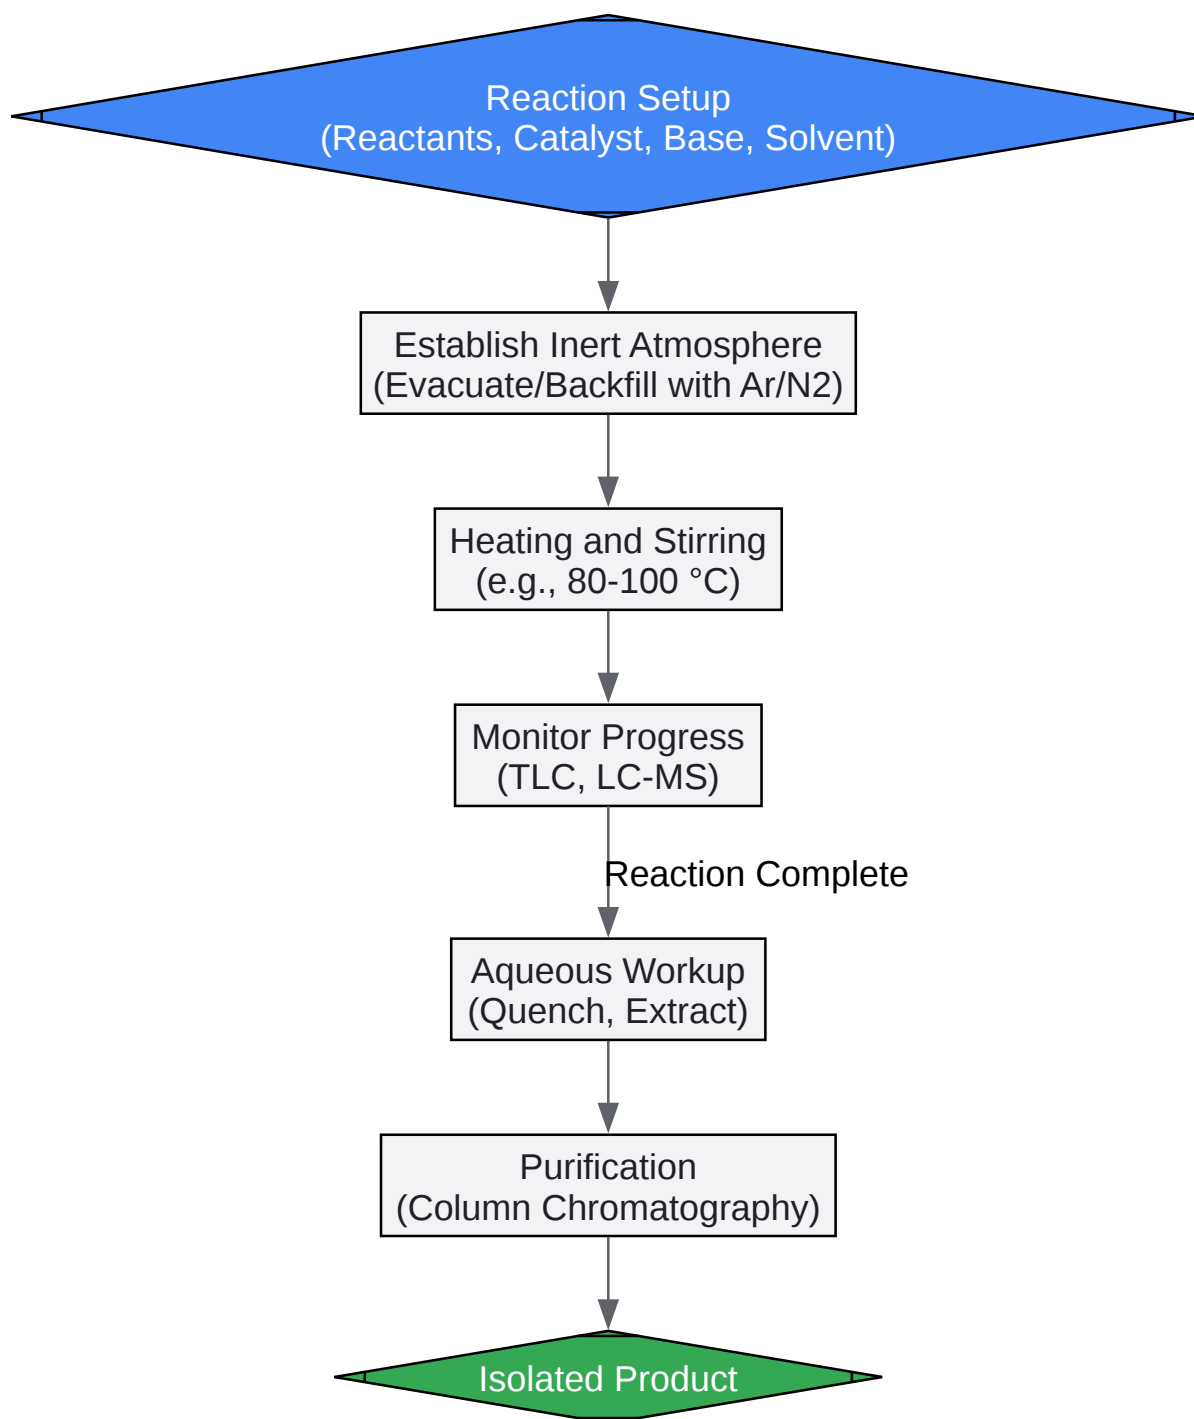 Reaction Setup
(Reactants, Catalyst, Base, Solvent)
Establish Inert Atmosphere
(Evacuate/Backfill with Ar/N2)
Heating and Stirring
(e.g., 80-100 °C)
Monitor Progress
(TLC, LC-MS)
Reaction Complete
Aqueous Workup
(Quench, Extract)
Purification
(Column Chromatography)
Isolated Product